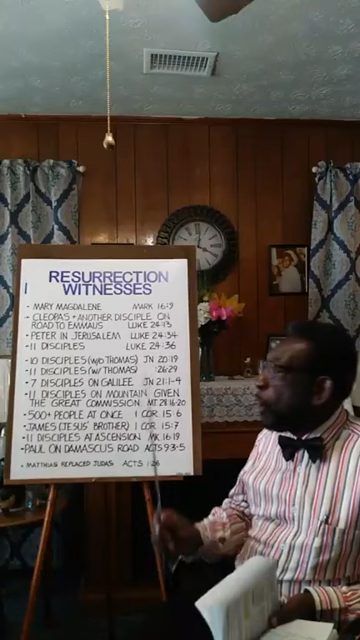 RESURRECTION
WITNESSES
- MARY MAGDALENE MARK 16:9
- CLEOPAS + ANOTHER DISCIPLE ON
ROAD TO EMMAUS LUKE 24:13
- PETER IN JERUSALEM LUKE 24:34
- 11 DISCIPLES LUKE 24:36
- 10 DISCIPLES (w/o THOMAS) JN 20:19
- 11 DISCIPLES (w/ THOMAS) :26-29
- 7 DISCIPLES ON GALILEE JN 21:1-4
- 11 DISCIPLES ON MOUNTAIN GIVEN
THE GREAT COMMISSION MT 28:16-20
- 500+ PEOPLE AT ONCE 1 COR 15:6
- JAMES (JESUS' BROTHER) 1 COR 15:7
- 11 DISCIPLES AT ASCENSION MK 16:19
- PAUL ON DAMASCUS ROAD ACTS 9:3-5
• MATTHIAS REPLACED JUDAS ACTS 1:26